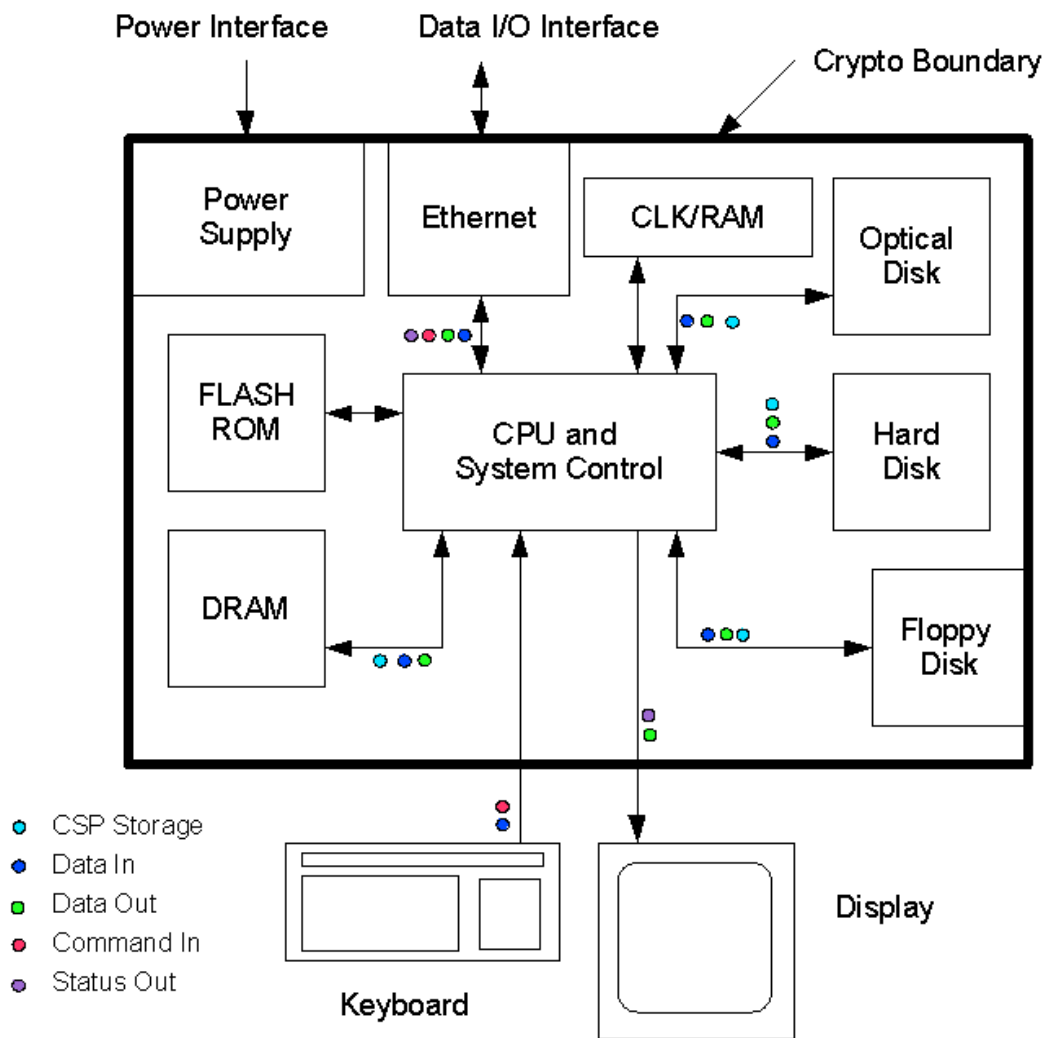 Power Interface
Data I/O Interface
Crypto Boundary
Power
Supply
Ethernet
CLK/RAM
Optical
Disk
FLASH
ROM
CPU and
System Control
Hard
Disk
DRAM
Floppy
Disk
CSP Storage
Data In
Data Out
Command In
Status Out
Keyboard
Display